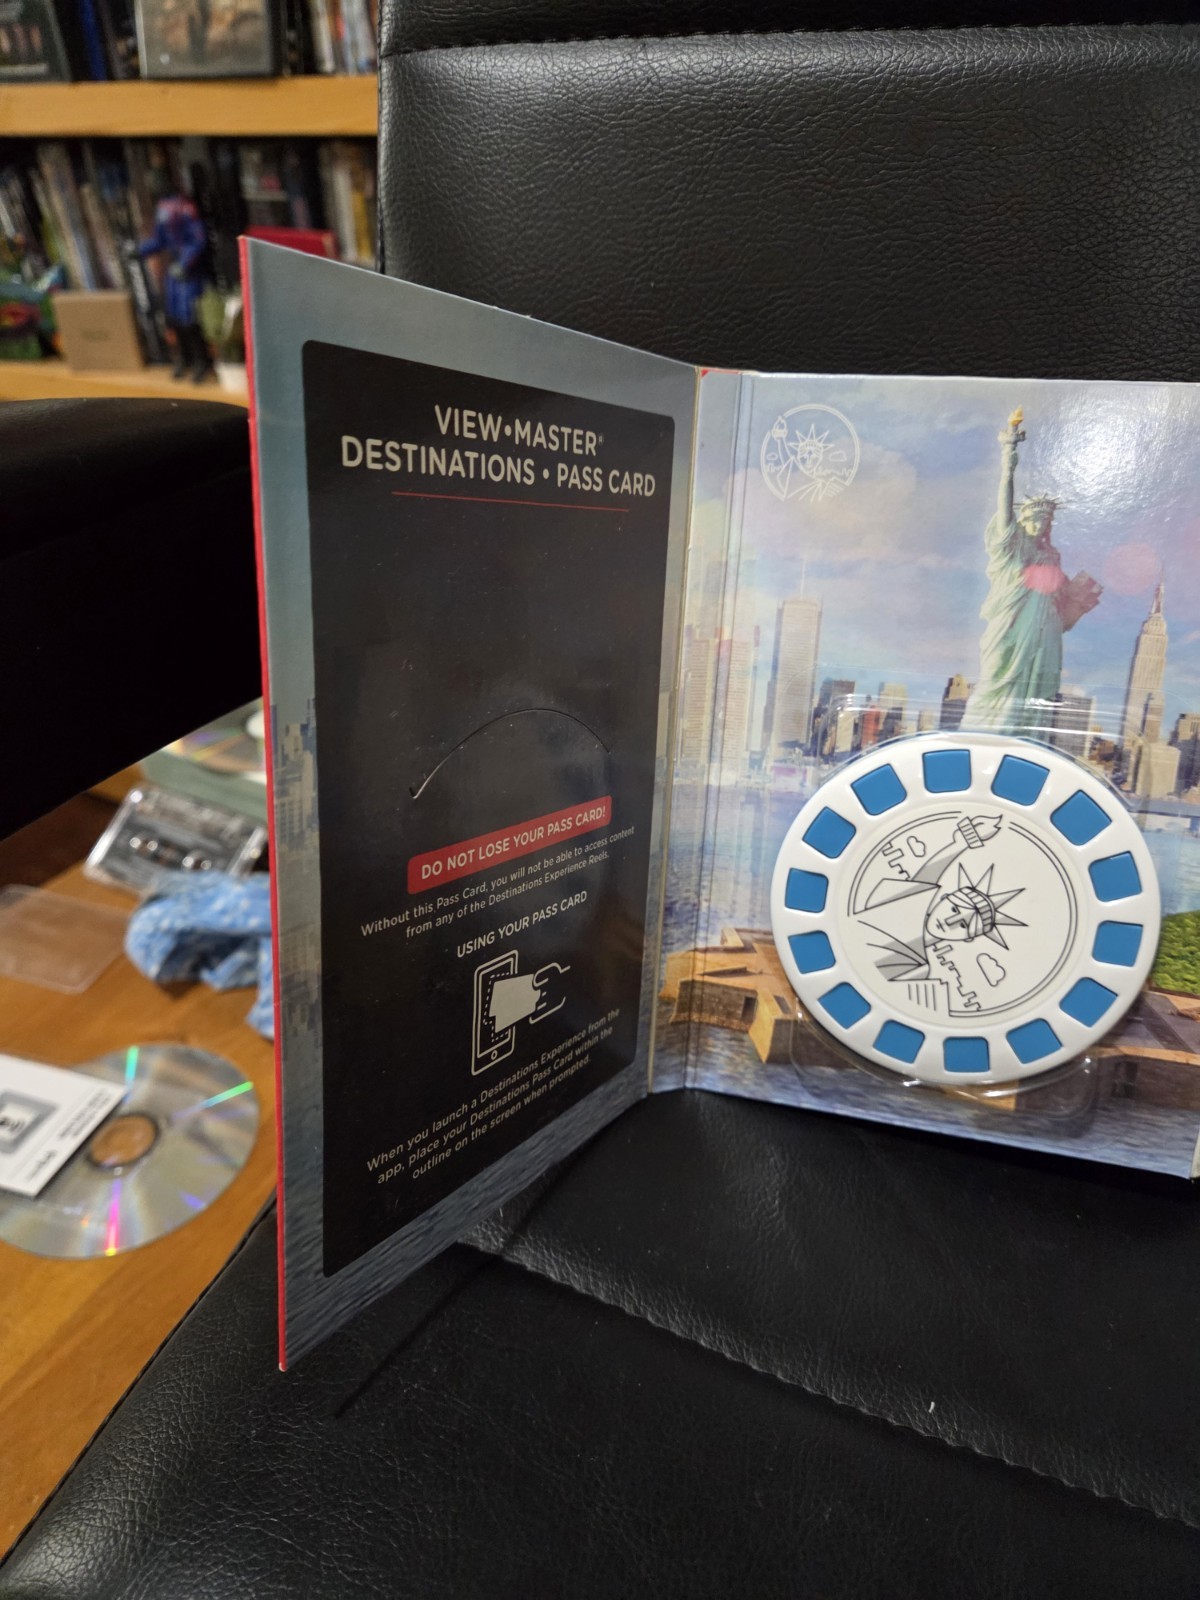 VIEW•MASTER®
DESTINATIONS • PASS CARD
DO NOT LOSE YOUR PASS CARD!
Without this Pass Card, you will not be able to access content
from any of the Destinations Experience Reels.
USING YOUR PASS CARD
When you launch a Destinations Experience from the
app, place your Destinations Pass Card within the
outline on the screen when prompted.